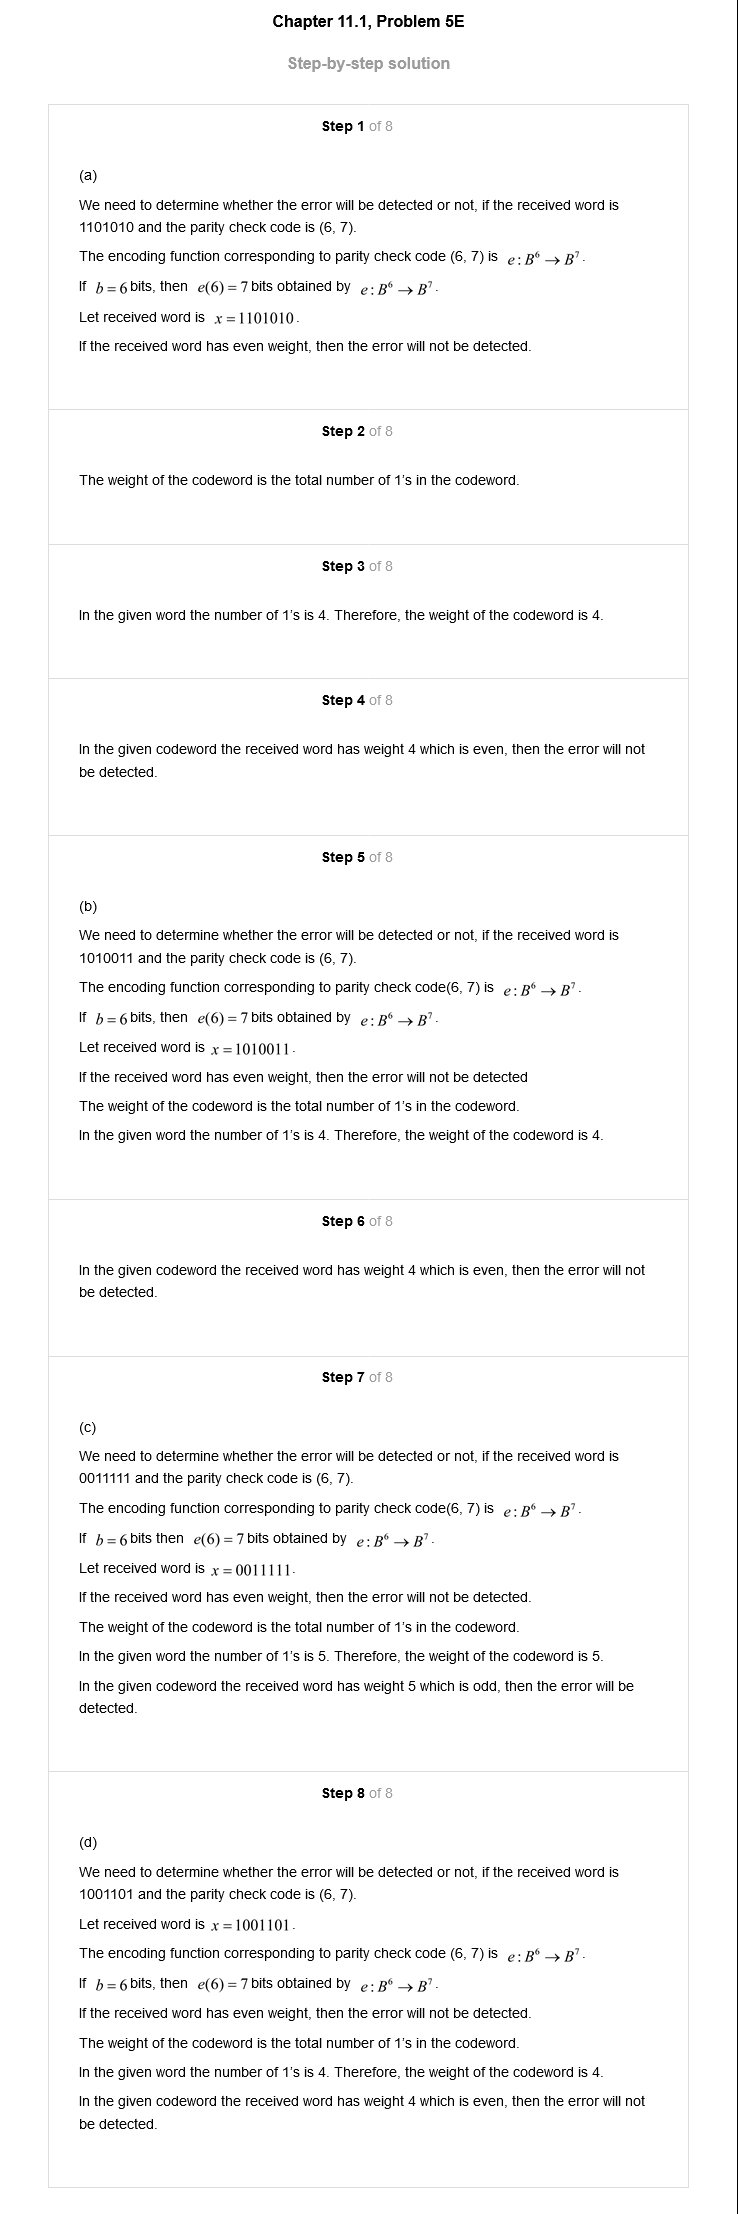 Chapter 11.1, Problem 5E
Step-by-step solution
Step 1 of 8
(a)
We need to determine whether the error will be detected or not, if the received word is
1101010 and the parity check code is (6, 7).
The encoding function corresponding to parity check code (6, 7) is e : B⁶ → B⁷.
If b = 6 bits, then e(6) = 7 bits obtained by e : B⁶ → B⁷.
Let received word is x = 1101010.
If the received word has even weight, then the error will not be detected.
Step 2 of 8
The weight of the codeword is the total number of 1's in the codeword.
Step 3 of 8
In the given word the number of 1's is 4. Therefore, the weight of the codeword is 4.
Step 4 of 8
In the given codeword the received word has weight 4 which is even, then the error will not
be detected.
Step 5 of 8
(b)
We need to determine whether the error will be detected or not, if the received word is
1010011 and the parity check code is (6, 7).
The encoding function corresponding to parity check code(6, 7) is e : B⁶ → B⁷.
If b = 6 bits, then e(6) = 7 bits obtained by e : B⁶ → B⁷.
Let received word is x = 1010011.
If the received word has even weight, then the error will not be detected
The weight of the codeword is the total number of 1's in the codeword.
In the given word the number of 1's is 4. Therefore, the weight of the codeword is 4.
Step 6 of 8
In the given codeword the received word has weight 4 which is even, then the error will not
be detected.
Step 7 of 8
(c)
We need to determine whether the error will be detected or not, if the received word is
0011111 and the parity check code is (6, 7).
The encoding function corresponding to parity check code(6, 7) is e : B⁶ → B⁷.
If b = 6 bits then e(6) = 7 bits obtained by e : B⁶ → B⁷.
Let received word is x = 0011111.
If the received word has even weight, then the error will not be detected.
The weight of the codeword is the total number of 1's in the codeword.
In the given word the number of 1's is 5. Therefore, the weight of the codeword is 5.
In the given codeword the received word has weight 5 which is odd, then the error will be
detected.
Step 8 of 8
(d)
We need to determine whether the error will be detected or not, if the received word is
1001101 and the parity check code is (6, 7).
Let received word is x = 1001101.
The encoding function corresponding to parity check code (6, 7) is e : B⁶ → B⁷.
If b = 6 bits, then e(6) = 7 bits obtained by e : B⁶ → B⁷.
If the received word has even weight, then the error will not be detected.
The weight of the codeword is the total number of 1's in the codeword.
In the given word the number of 1's is 4. Therefore, the weight of the codeword is 4.
In the given codeword the received word has weight 4 which is even, then the error will not
be detected.